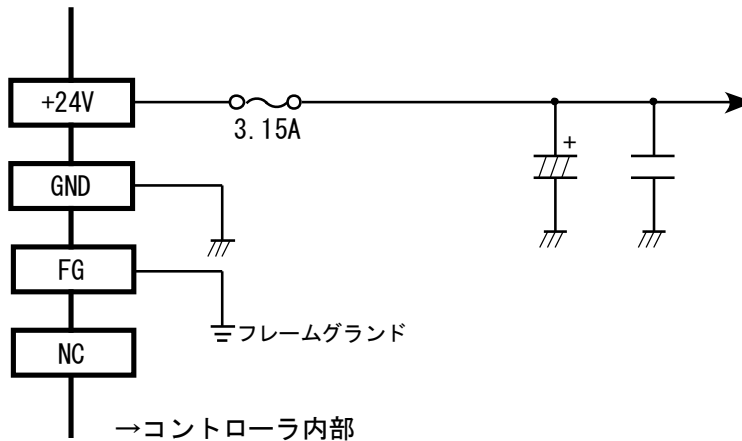 +24V
3.15A
+
GND
FG
フレームグランド
NC
→コントローラ内部